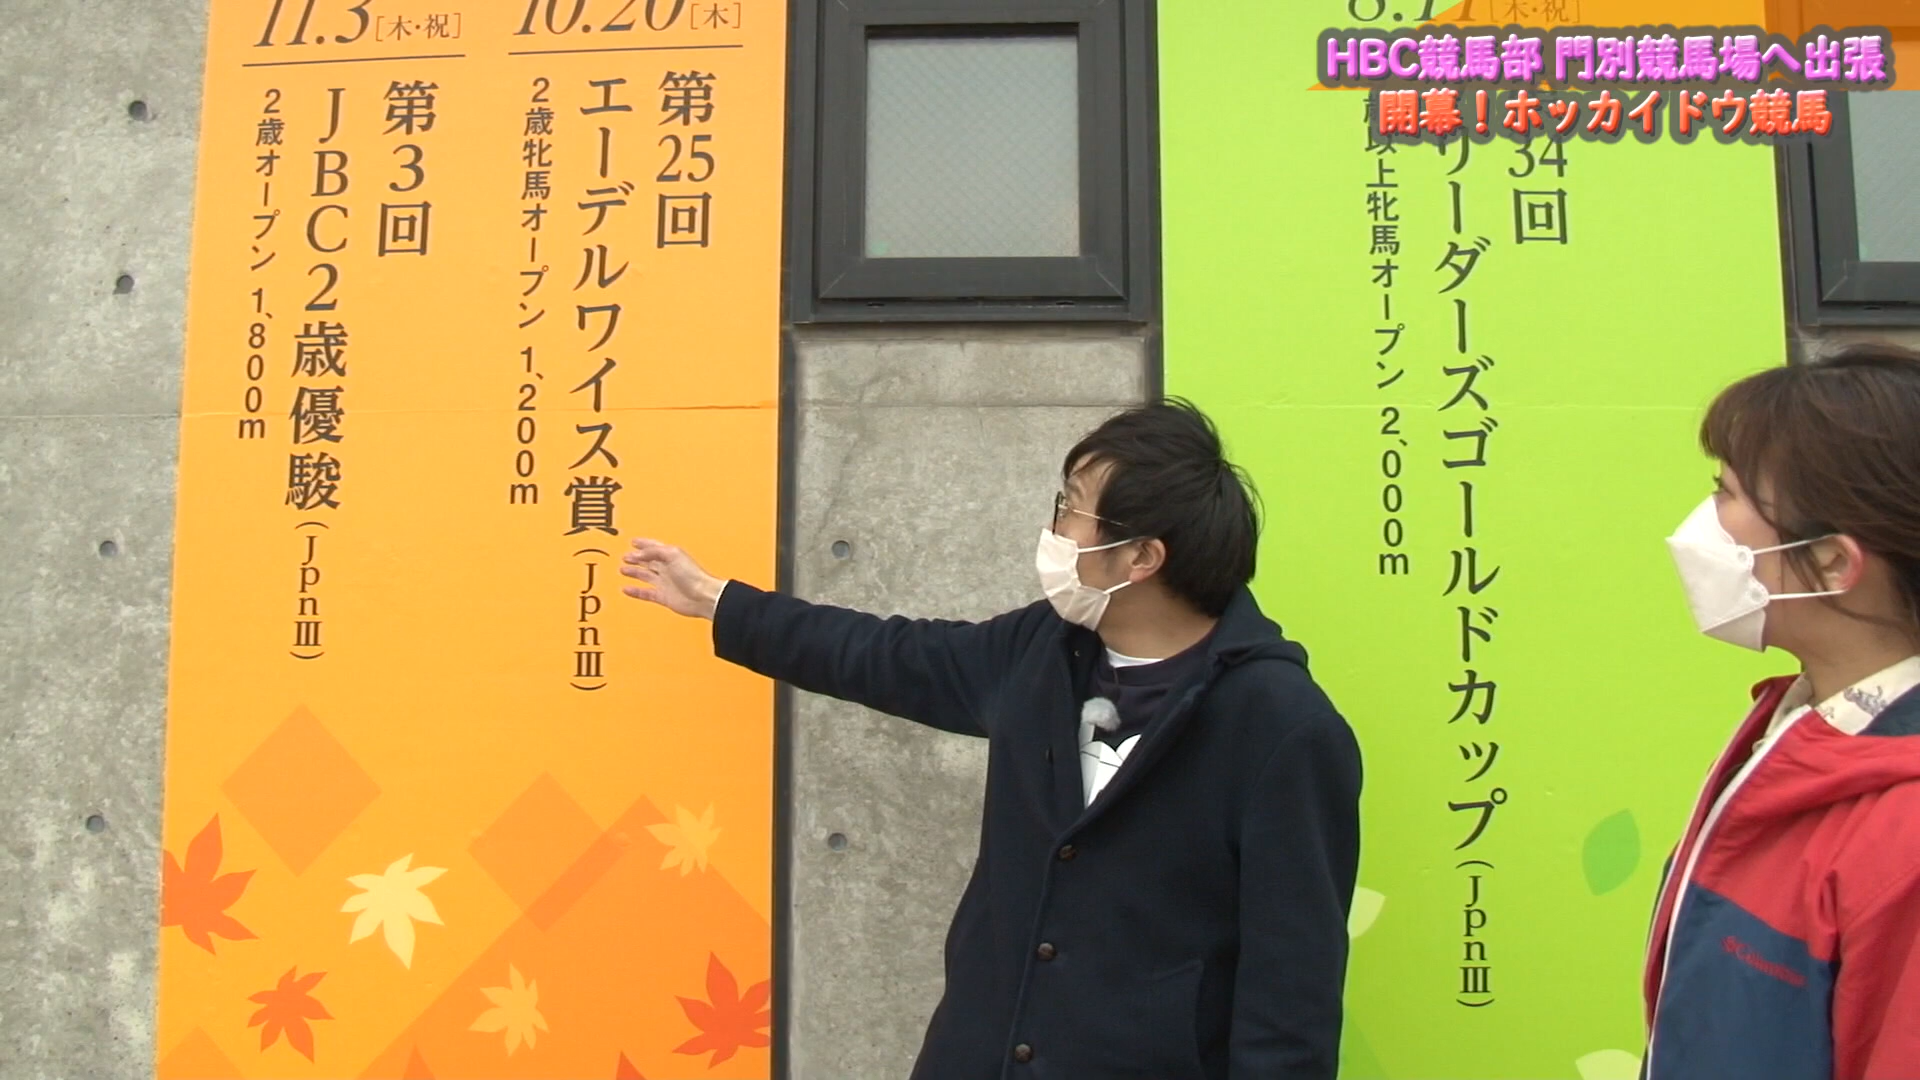 HBC競馬部 門別競馬場へ出張
開幕！ホッカイドウ競馬
34回
リーダーズゴールドカップ（JpnⅢ）
歳以上牝馬オープン 2,000m
10.20［木］
第25回
エーデルワイス賞（JpnⅢ）
2歳牝馬オープン 1,200m
11.3［木・祝］
第3回
JBC2歳優駿（JpnⅢ）
2歳オープン 1,800m
Columbia